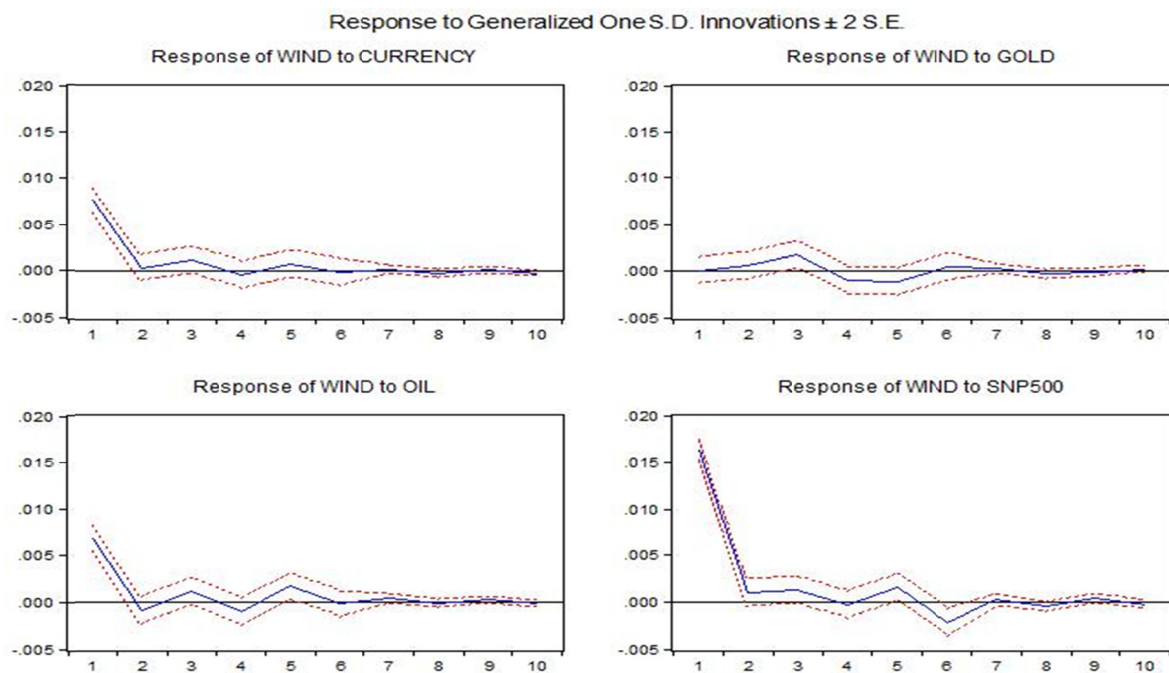 Response to Generalized One S.D. Innovations ± 2 S.E.
Response of WIND to CURRENCY
.020
.015
.010
.005
.000
-.005
1 2 3 4 5 6 7 8 9 10
Response of WIND to GOLD
.020
.015
.010
.005
.000
-.005
1 2 3 4 5 6 7 8 9 10
Response of WIND to OIL
.020
.015
.010
.005
.000
-.005
1 2 3 4 5 6 7 8 9 10
Response of WIND to SNP500
.020
.015
.010
.005
.000
-.005
1 2 3 4 5 6 7 8 9 10